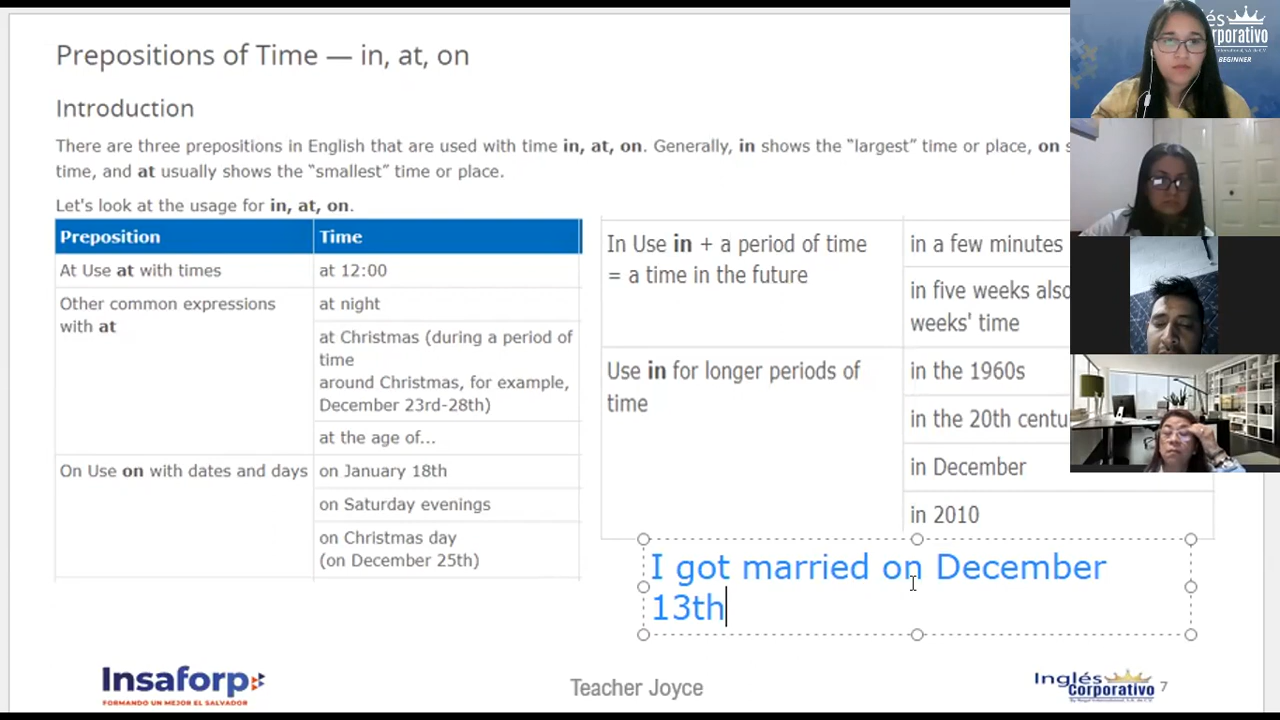 Prepositions of Time — in, at, on
Introduction
There are three prepositions in English that are used with time in, at, on. Generally, in shows the “largest” time or place, on
time, and at usually shows the “smallest” time or place.
Let's look at the usage for in, at, on.
Preposition Time
At Use at with times at 12:00
Other common expressions
with at
at night
at Christmas (during a period of
time
around Christmas, for example,
December 23rd-28th)
at the age of...
On Use on with dates and days on January 18th
on Saturday evenings
on Christmas day
(on December 25th)
In Use in + a period of time
= a time in the future
in a few minutes
in five weeks also
weeks' time
Use in for longer periods of
time
in the 1960s
in the 20th
in December
in 2010
I got married on December
13th
Insaforp
FORMANDO UN MEJOR EL SALVADOR
Teacher Joyce
Inglés
Corporativo
7
BEGINNER